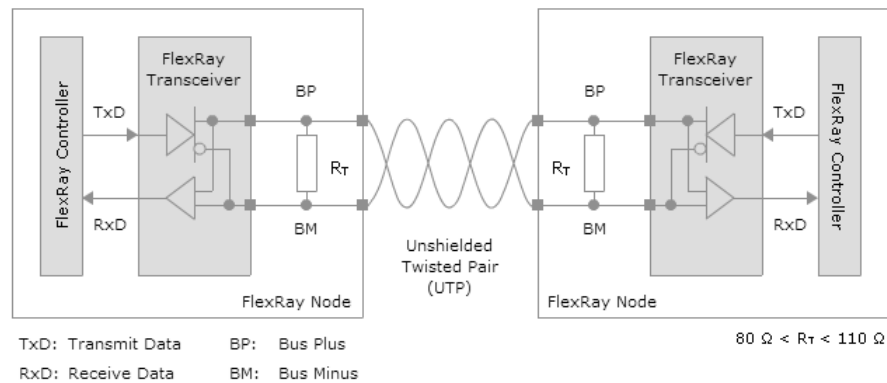 FlexRay Controller
FlexRay
Transceiver
TxD
RxD
BP
RT
BM
FlexRay Node
Unshielded
Twisted Pair
(UTP)
BP
RT
BM
FlexRay
Transceiver
TxD
RxD
FlexRay Controller
FlexRay Node
TxD: Transmit Data BP: Bus Plus
RxD: Receive Data BM: Bus Minus
80 Ω < RT < 110 Ω